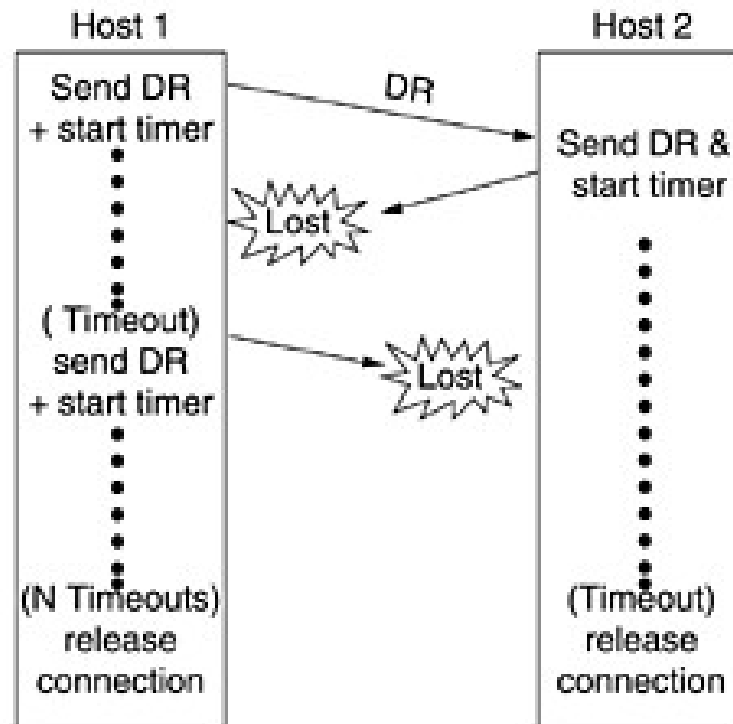 Host 1
Host 2
Send DR
+ start timer
DR
Send DR &
start timer
Lost
( Timeout)
send DR
+ start timer
Lost
(N Timeouts)
release
connection
(Timeout)
release
connection